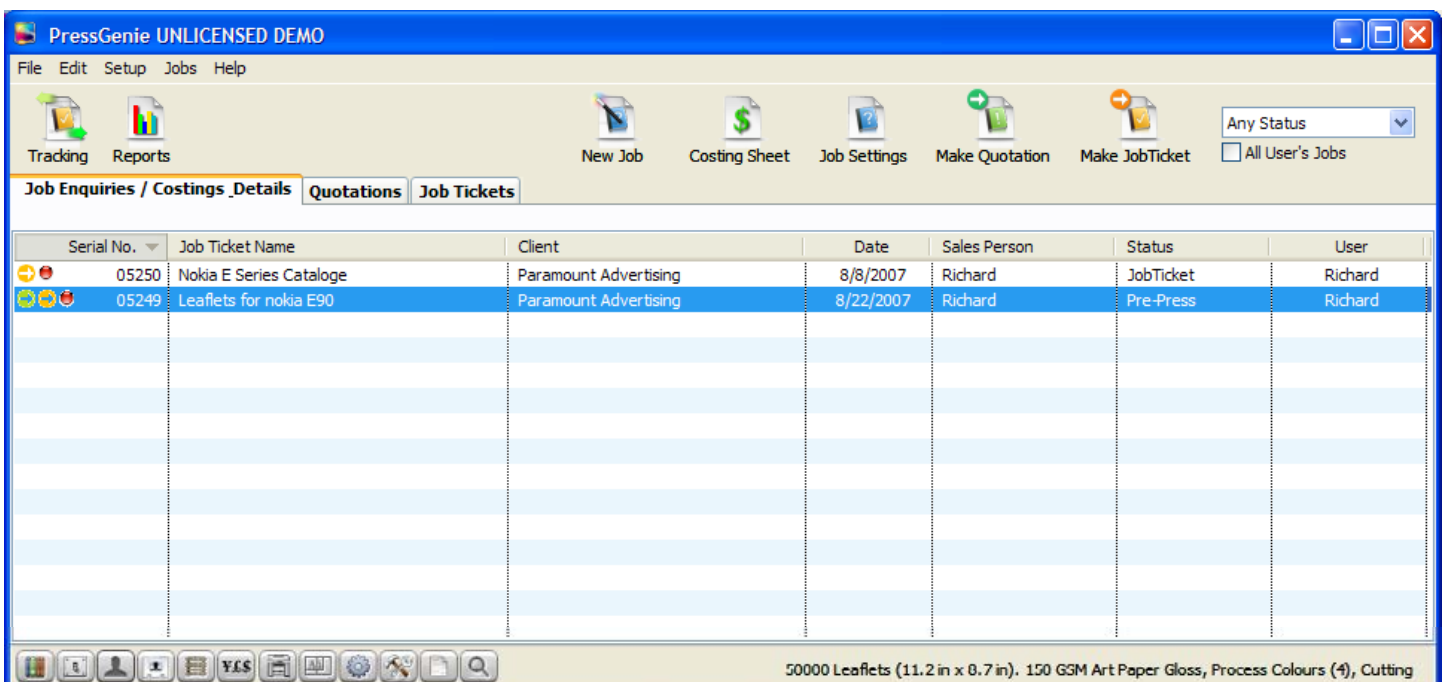 PressGenie UNLICENSED DEMO
File Edit Setup Jobs Help
Tracking Reports New Job Costing Sheet Job Settings Make Quotation Make JobTicket Any Status
All User's Jobs
Job Enquiries / Costings _Details Quotations Job Tickets
Serial No. Job Ticket Name Client Date Sales Person Status User
05250 Nokia E Series Cataloge Paramount Advertising 8/8/2007 Richard JobTicket Richard
05249 Leaflets for nokia E90 Paramount Advertising 8/22/2007 Richard Pre-Press Richard
¥£$ 50000 Leaflets (11.2 in x 8.7 in). 150 GSM Art Paper Gloss, Process Colours (4), Cutting